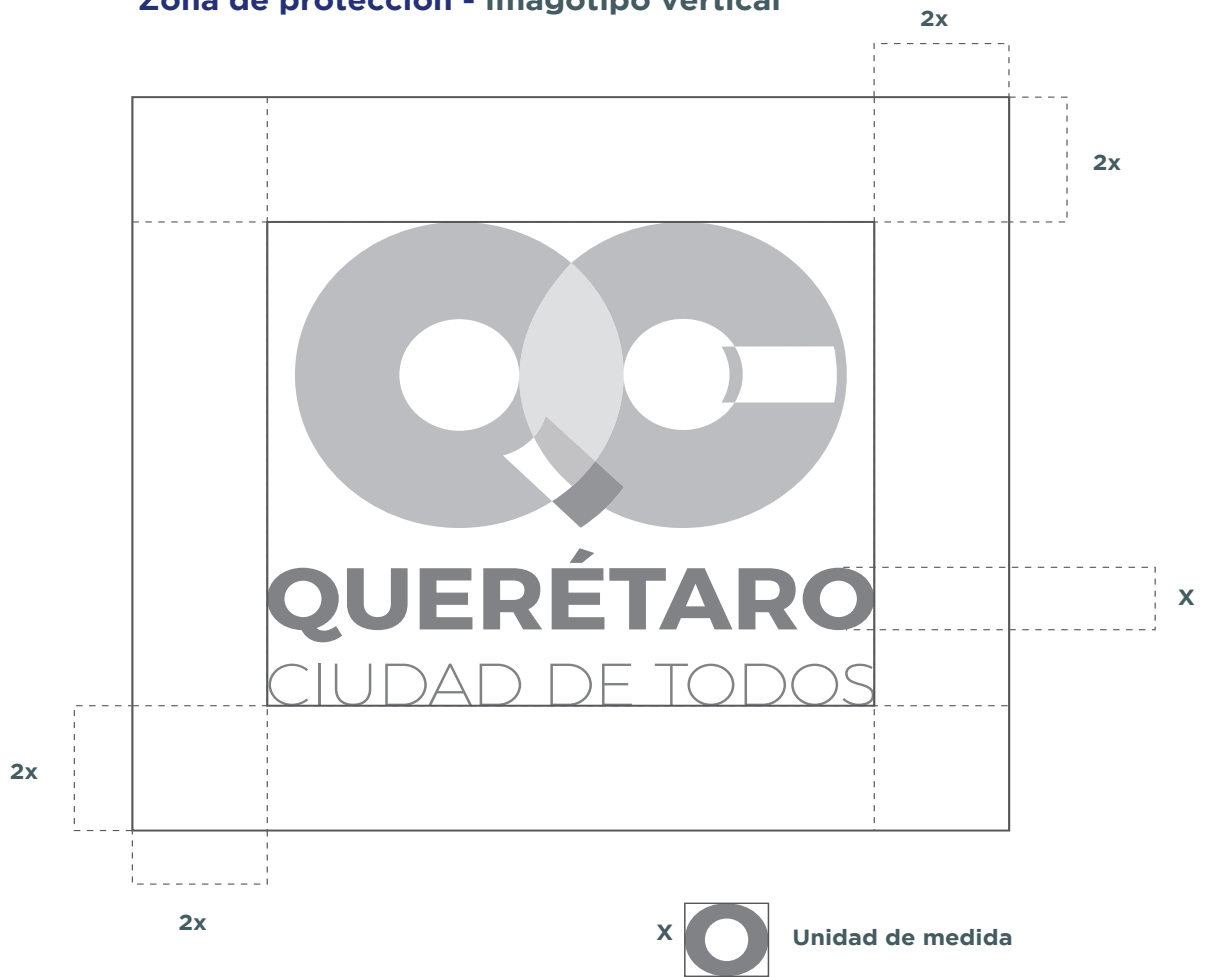 Zona de protección - Imagotipo vertical
2x
2x
QUERÉTARO
X
CIUDAD DE TODOS
2x
2x
X
Unidad de medida